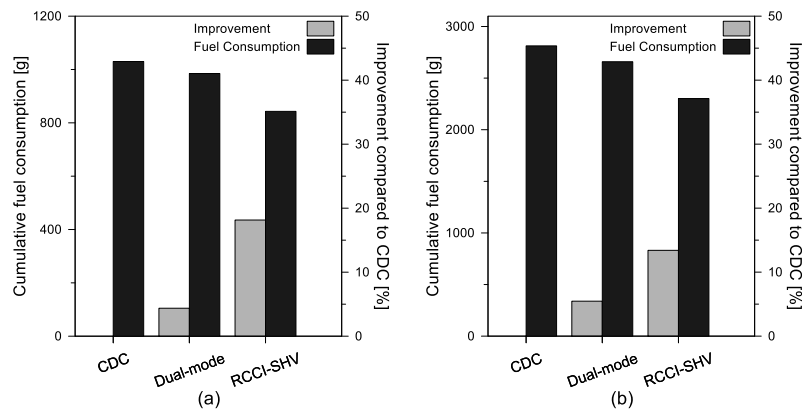 1200
800
400
0
Cumulative fuel consumption [g]
Improvement
Fuel Consumption
50
40
30
20
10
0
Improvement compared to CDC [%]
CDC
Dual-mode
RCCI-SHV
(a)
3000
2000
1000
0
Cumulative fuel consumption [g]
Improvement
Fuel Consumption
50
40
30
20
10
0
Improvement compared to CDC [%]
CDC
Dual-mode
RCCI-SHV
(b)